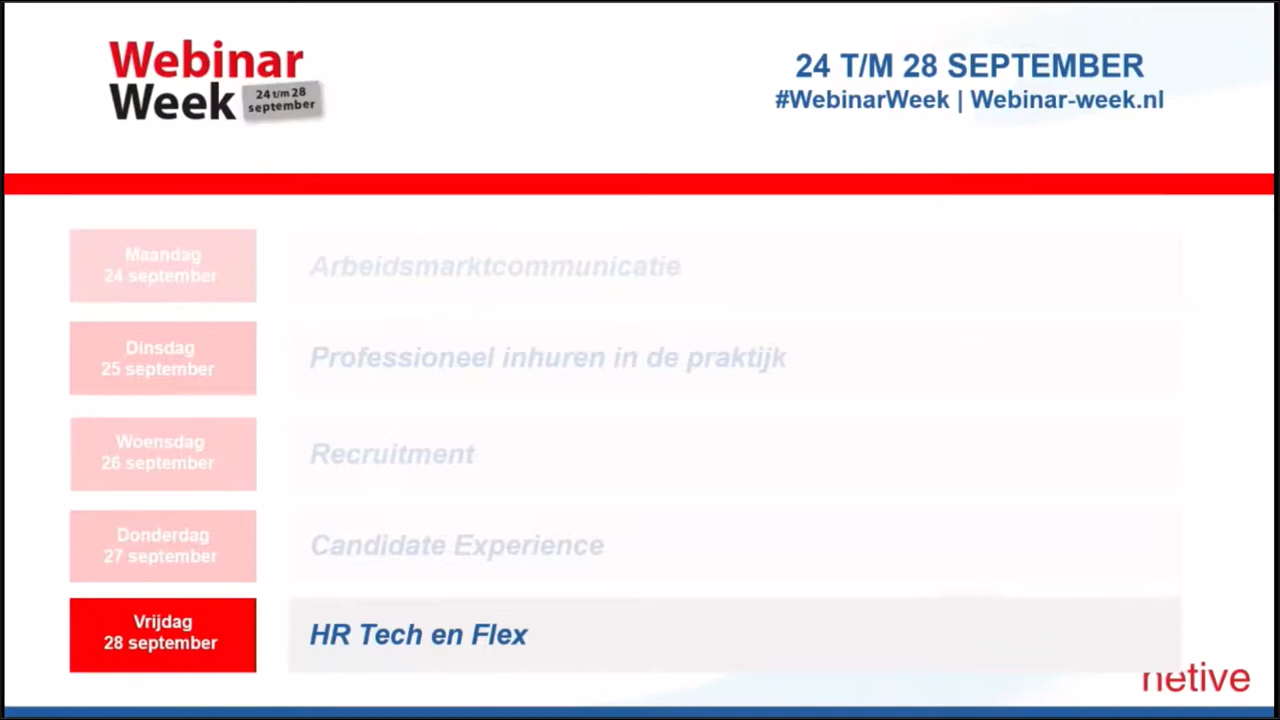 Webinar
Week
24 t/m 28
september
24 T/M 28 SEPTEMBER
#WebinarWeek | Webinar-week.nl
Maandag
24 september
Arbeidsmarktcommunicatie
Dinsdag
25 september
Professioneel inhuren in de praktijk
Woensdag
26 september
Recruitment
Donderdag
27 september
Candidate Experience
Vrijdag
28 september
HR Tech en Flex
netive